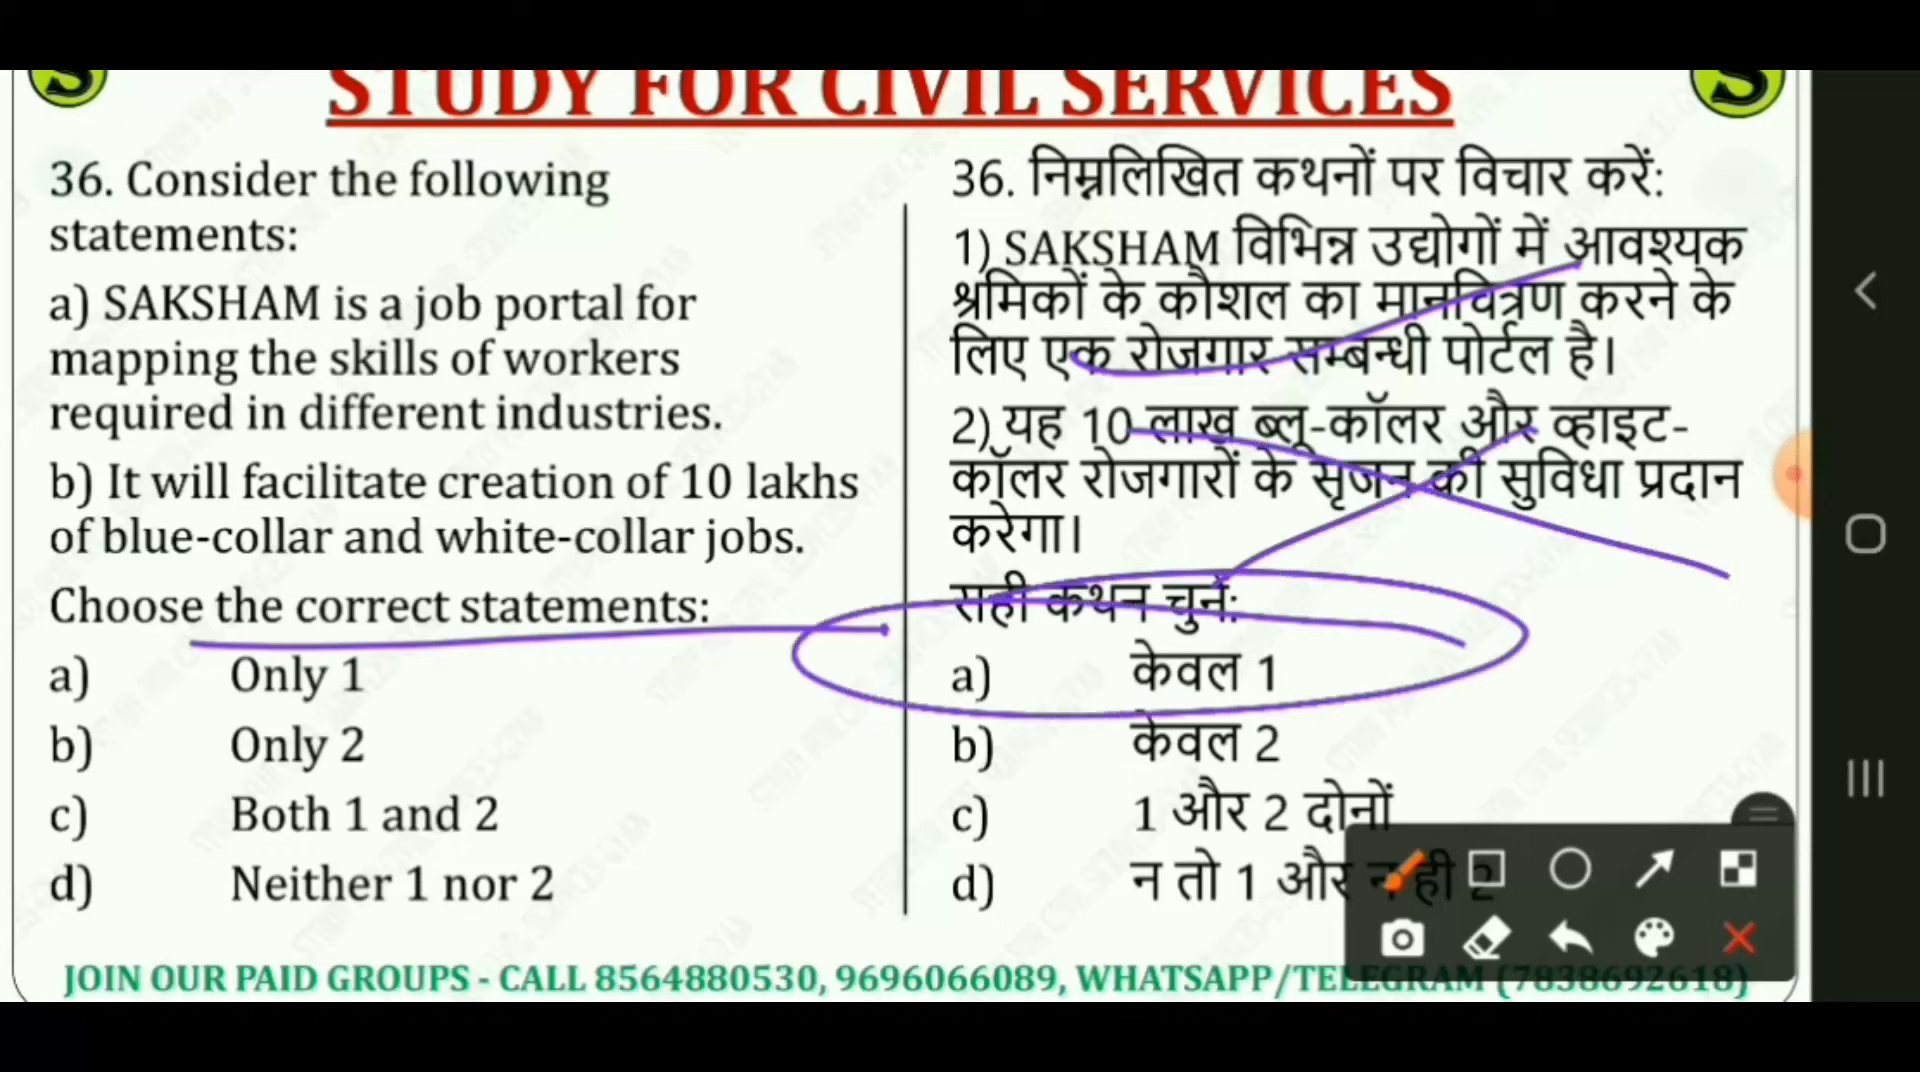 STUDY FOR CIVIL SERVICES
36. Consider the following
statements:
a) SAKSHAM is a job portal for
mapping the skills of workers
required in different industries.
b) It will facilitate creation of 10 lakhs
of blue-collar and white-collar jobs.
Choose the correct statements:
a) Only 1
b) Only 2
c) Both 1 and 2
d) Neither 1 nor 2
36. निम्नलिखित कथनों पर विचार करें:
1) SAKSHAM विभिन्न उद्योगों में आवश्यक
श्रमिकों के कौशल का मानचित्रण करने के
लिए एक रोजगार सम्बन्धी पोर्टल है।
2) यह 10 लाख ब्लू-कॉलर और व्हाइट-
कॉलर रोजगारों के सृजन की सुविधा प्रदान
करेगा।
सही कथन चुनें:
a) केवल 1
b) केवल 2
c) 1 और 2 दोनों
d) न तो 1 और न ही 2
JOIN OUR PAID GROUPS - CALL 8564880530, 9696066089, WHATSAPP/TELEGRAM (7838692618)